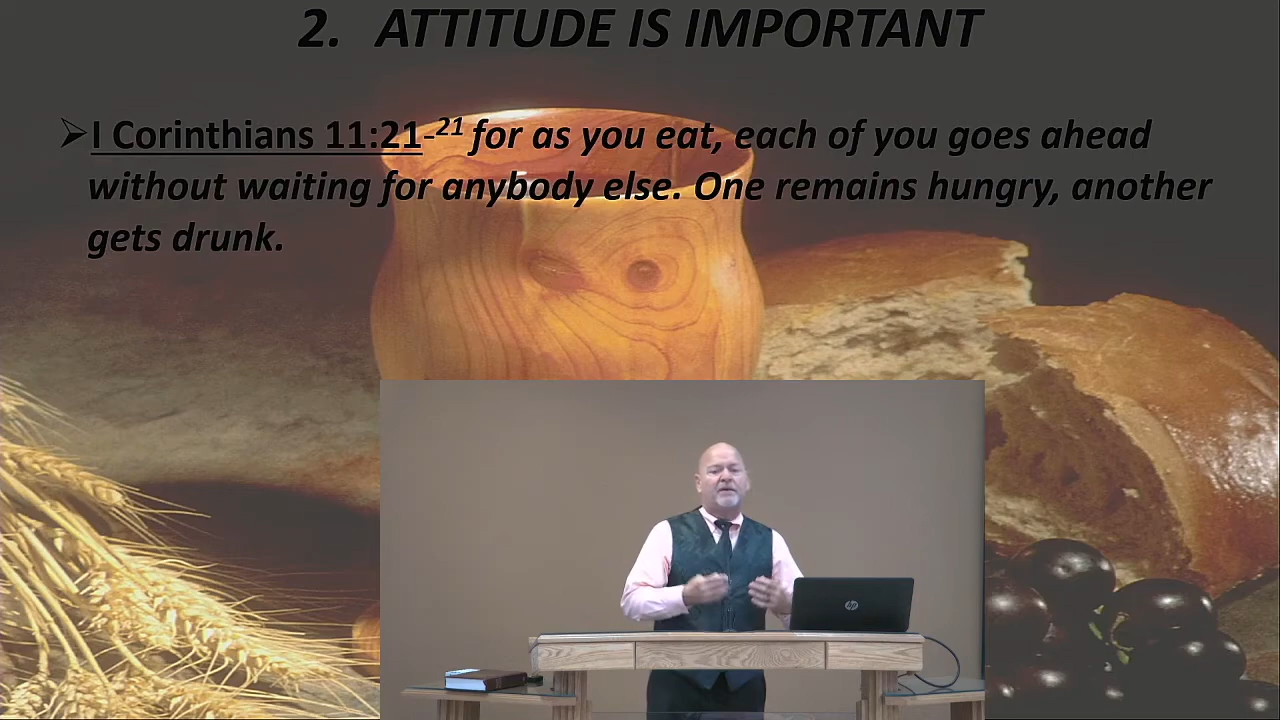 2. ATTITUDE IS IMPORTANT
➢I Corinthians 11:21- 21 for as you eat, each of you goes ahead
without waiting for anybody else. One remains hungry, another
gets drunk.
hp